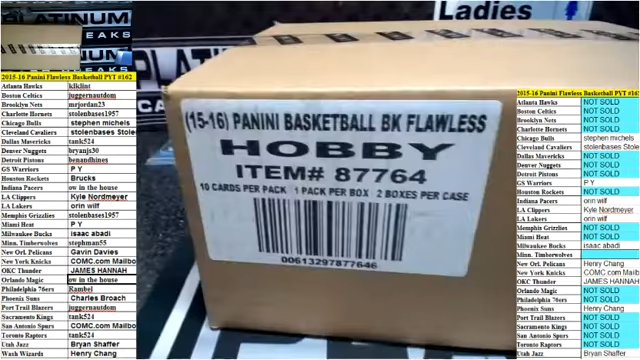 PLATINUM
BREAKS
Ladies
2015-16 Panini Flawless Basketball PYT #162
Atlanta Hawks klklint
Boston Celtics juggernautdom
Brooklyn Nets mrjordan23
Charlotte Hornets stolenbases1957
Chicago Bulls stephen michels
Cleveland Cavaliers stolenbases Stole
Dallas Mavericks tank524
Denver Nuggets bryanjs30
Detroit Pistons benandhines
GS Warriors P Y
Houston Rockets Brucks
Indiana Pacers ow in the house
LA Clippers Kyle Nordmeyer
LA Lakers orin wilf
Memphis Grizzlies stolenbases1957
Miami Heat P Y
Milwaukee Bucks isaac abadi
Minn. Timberwolves stephman55
New Orl. Pelicans Gavin Davies
New York Knicks COMC.com Mailbo
OKC Thunder JAMES HANNAH
Orlando Magic ow in the house
Philadelphia 76ers Rambel
Phoenix Suns Charles Broach
Port Trail Blazers juggernautdom
Sacramento Kings tank524
San Antonio Spurs COMC.com Mailbo
Toronto Raptors tank524
Utah Jazz Bryan Shaffer
Wash Wizards Henry Chang
(15-16) PANINI BASKETBALL BK FLAWLESS
HOBBY
ITEM# 87764
10 CARDS PER PACK 1 PACK PER BOX 2 BOXES PER CASE
00613297877646
2015-16 Panini Flawless Basketball PYT #163
Atlanta Hawks NOT SOLD
Boston Celtics NOT SOLD
Brooklyn Nets NOT SOLD
Charlotte Hornets NOT SOLD
Chicago Bulls stephen michels
Cleveland Cavaliers stolenbases Stole
Dallas Mavericks NOT SOLD
Denver Nuggets NOT SOLD
Detroit Pistons NOT SOLD
GS Warriors P Y
Houston Rockets NOT SOLD
Indiana Pacers orin wilf
LA Clippers Kyle Nordmeyer
LA Lakers orin wilf
Memphis Grizzlies NOT SOLD
Miami Heat NOT SOLD
Milwaukee Bucks isaac abadi
Minn. Timberwolves
New Orl. Pelicans Henry Chang
New York Knicks COMC.com Mailb
OKC Thunder JAMES HANNAH
Orlando Magic NOT SOLD
Philadelphia 76ers NOT SOLD
Phoenix Suns Henry Chang
Port Trail Blazers NOT SOLD
Sacramento Kings NOT SOLD
San Antonio Spurs NOT SOLD
Toronto Raptors NOT SOLD
Utah Jazz Bryan Shaffer